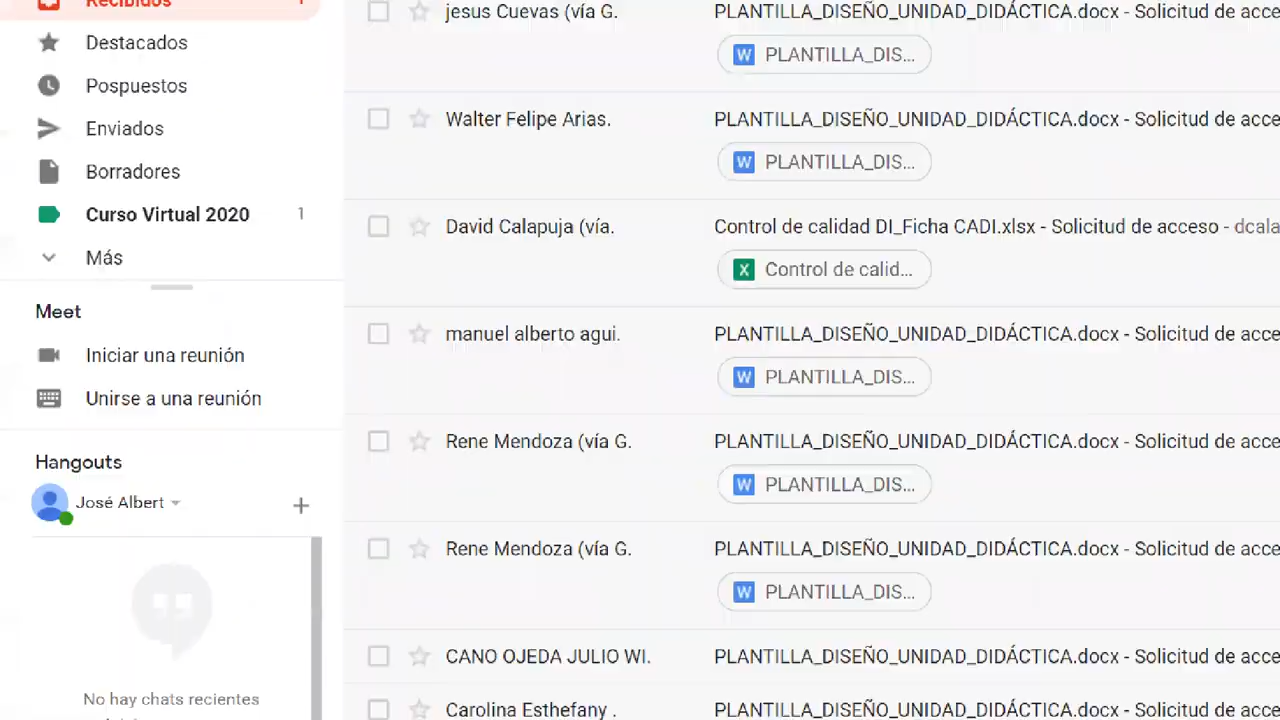 Recibidos
Destacados
Pospuestos
Enviados
Borradores
Curso Virtual 2020 1
Más
Meet
Iniciar una reunión
Unirse a una reunión
Hangouts
José Albert
No hay chats recientes
jesus Cuevas (vía G. PLANTILLA_DISEÑO_UNIDAD_DIDÁCTICA.docx - Solicitud de acce
W PLANTILLA_DIS...
Walter Felipe Arias. PLANTILLA_DISEÑO_UNIDAD_DIDÁCTICA.docx - Solicitud de acce
W PLANTILLA_DIS...
David Calapuja (vía. Control de calidad DI_Ficha CADI.xlsx - Solicitud de acceso - dcala
X Control de calid...
manuel alberto agui. PLANTILLA_DISEÑO_UNIDAD_DIDÁCTICA.docx - Solicitud de acce
W PLANTILLA_DIS...
Rene Mendoza (vía G. PLANTILLA_DISEÑO_UNIDAD_DIDÁCTICA.docx - Solicitud de acce
W PLANTILLA_DIS...
Rene Mendoza (vía G. PLANTILLA_DISEÑO_UNIDAD_DIDÁCTICA.docx - Solicitud de acce
W PLANTILLA_DIS...
CANO OJEDA JULIO WI. PLANTILLA_DISEÑO_UNIDAD_DIDÁCTICA.docx - Solicitud de acce
Carolina Esthefany . PLANTILLA_DISEÑO_UNIDAD_DIDÁCTICA.docx - Solicitud de acce